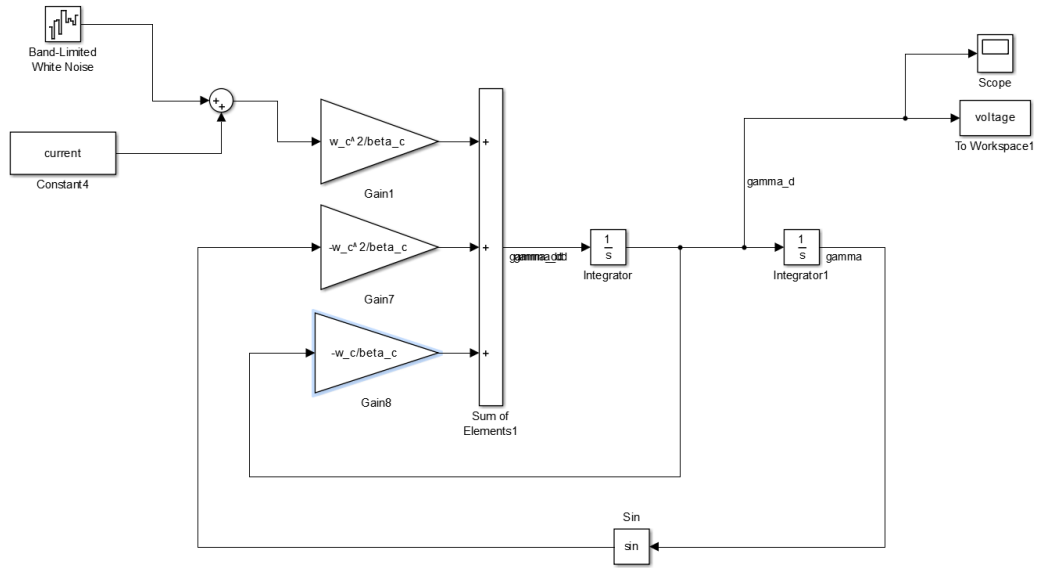 Band-Limited
White Noise
+
+
current
Constant4
w_c^2/beta_c
Gain1
-w_c^2/beta_c
Gain7
-w_c/beta_c
Gain8
+
+
+
Sum of
Elements1
1
s
Integrator
gamma_d
1
s
Integrator1
gamma
Scope
voltage
To Workspace1
Sin
sin